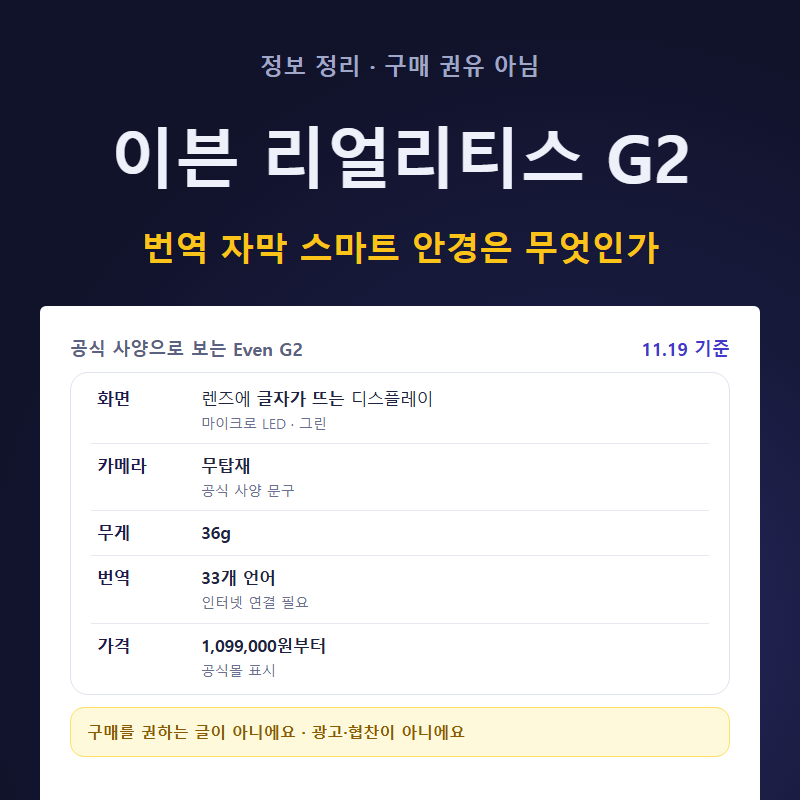 정보 정리 · 구매 권유 아님
이븐 리얼리티스 G2
번역 자막 스마트 안경은 무엇인가
공식 사양으로 보는 Even G2
11.19 기준
화면
렌즈에 글자가 뜨는 디스플레이
마이크로 LED · 그린
카메라
무탑재
공식 사양 문구
무게
36g
번역
33개 언어
인터넷 연결 필요
가격
1,099,000원부터
공식몰 표시
구매를 권하는 글이 아니에요 · 광고·협찬이 아니에요